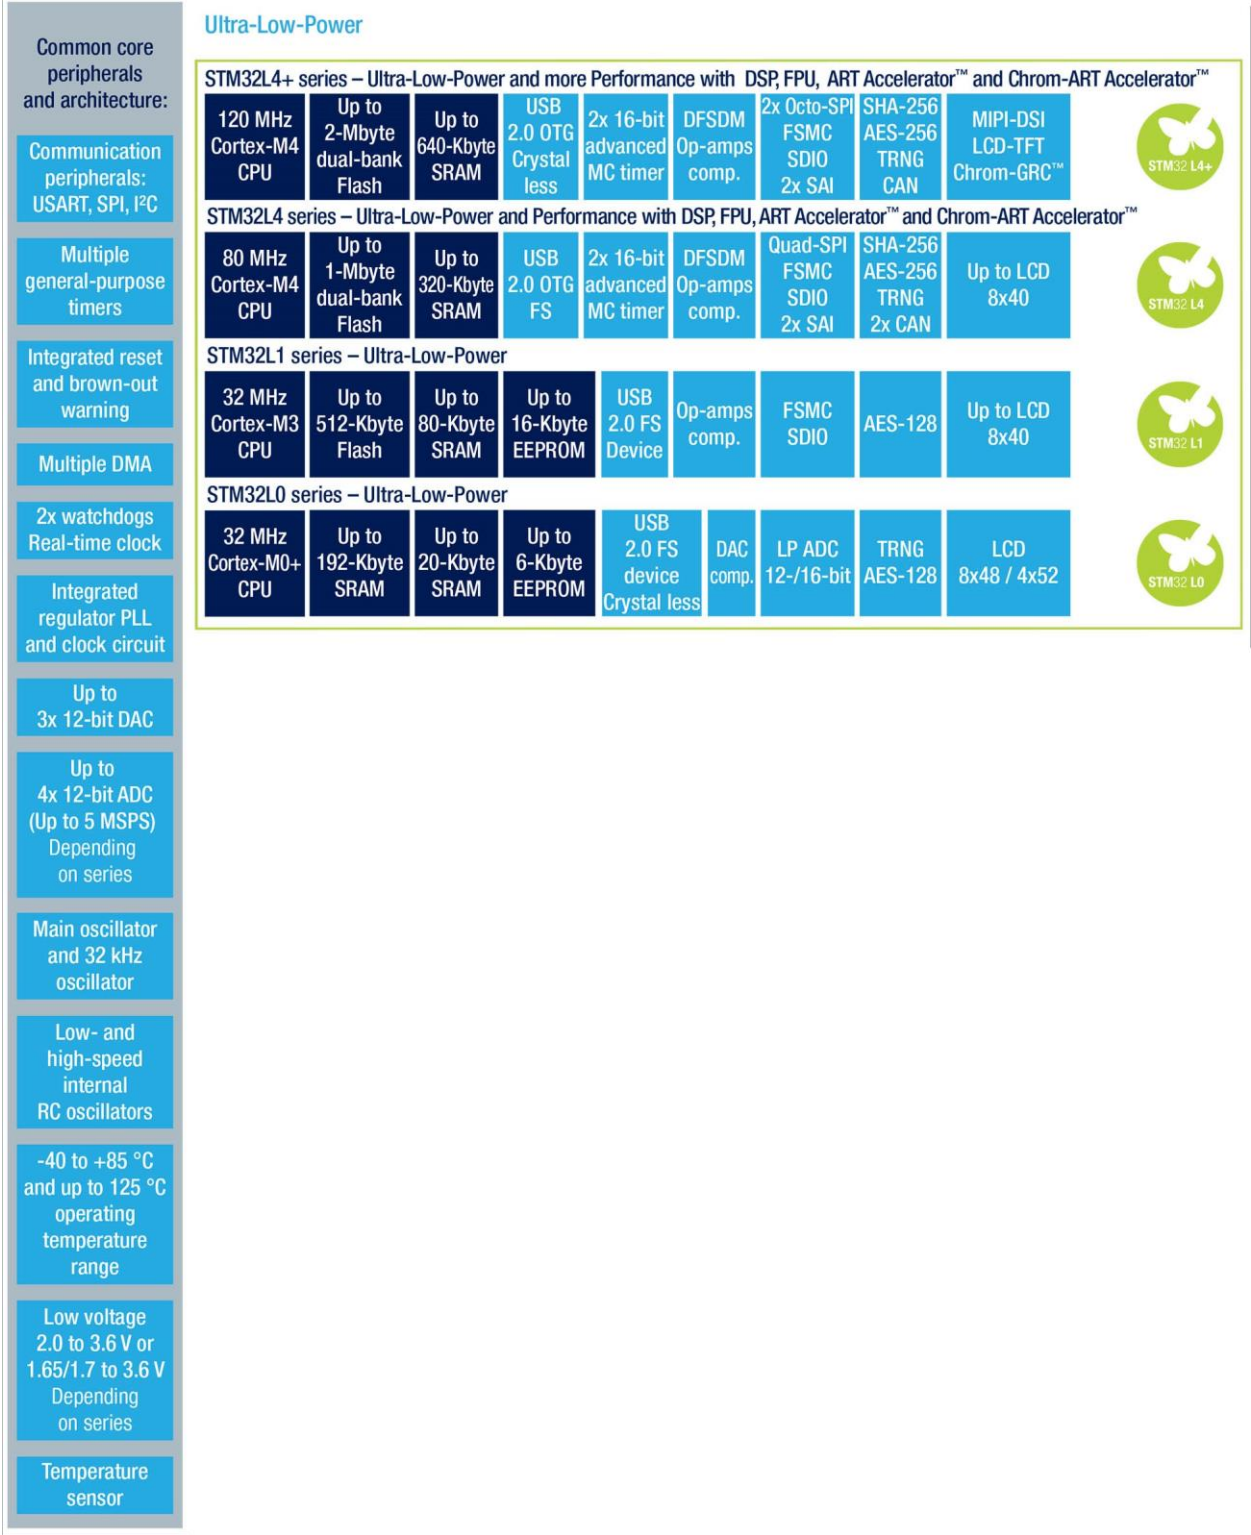 Common core
peripherals
and architecture:
Communication
peripherals:
USART, SPI, I²C
Multiple
general-purpose
timers
Integrated reset
and brown-out
warning
Multiple DMA
2x watchdogs
Real-time clock
Integrated
regulator PLL
and clock circuit
Up to
3x 12-bit DAC
Up to
4x 12-bit ADC
(Up to 5 MSPS)
Depending
on series
Main oscillator
and 32 kHz
oscillator
Low- and
high-speed
internal
RC oscillators
-40 to +85 °C
and up to 125 °C
operating
temperature
range
Low voltage
2.0 to 3.6 V or
1.65/1.7 to 3.6 V
Depending
on series
Temperature
sensor
Ultra-Low-Power
STM32L4+ series – Ultra-Low-Power and more Performance with DSP, FPU, ART Accelerator™ and Chrom-ART Accelerator™
120 MHz
Cortex-M4
CPU
Up to
2-Mbyte
dual-bank
Flash
Up to
640-Kbyte
SRAM
USB
2.0 OTG
Crystal
less
2x 16-bit
advanced
MC timer
DFSDM
Op-amps
comp.
2x Octo-SPI
FSMC
SDIO
2x SAI
SHA-256
AES-256
TRNG
CAN
MIPI-DSI
LCD-TFT
Chrom-GRC™
STM32 L4+
STM32L4 series – Ultra-Low-Power and Performance with DSP, FPU, ART Accelerator™ and Chrom-ART Accelerator™
80 MHz
Cortex-M4
CPU
Up to
1-Mbyte
dual-bank
Flash
Up to
320-Kbyte
SRAM
USB
2.0 OTG
FS
2x 16-bit
advanced
MC timer
DFSDM
Op-amps
comp.
Quad-SPI
FSMC
SDIO
2x SAI
SHA-256
AES-256
TRNG
2x CAN
Up to LCD
8x40
STM32 L4
STM32L1 series – Ultra-Low-Power
32 MHz
Cortex-M3
CPU
Up to
512-Kbyte
Flash
Up to
80-Kbyte
SRAM
Up to
16-Kbyte
EEPROM
USB
2.0 FS
Device
Op-amps
comp.
FSMC
SDIO
AES-128
Up to LCD
8x40
STM32 L1
STM32L0 series – Ultra-Low-Power
32 MHz
Cortex-M0+
CPU
Up to
192-Kbyte
SRAM
Up to
20-Kbyte
SRAM
Up to
6-Kbyte
EEPROM
USB
2.0 FS
device
Crystal less
DAC
comp.
LP ADC
12-/16-bit
TRNG
AES-128
LCD
8x48 / 4x52
STM32 L0